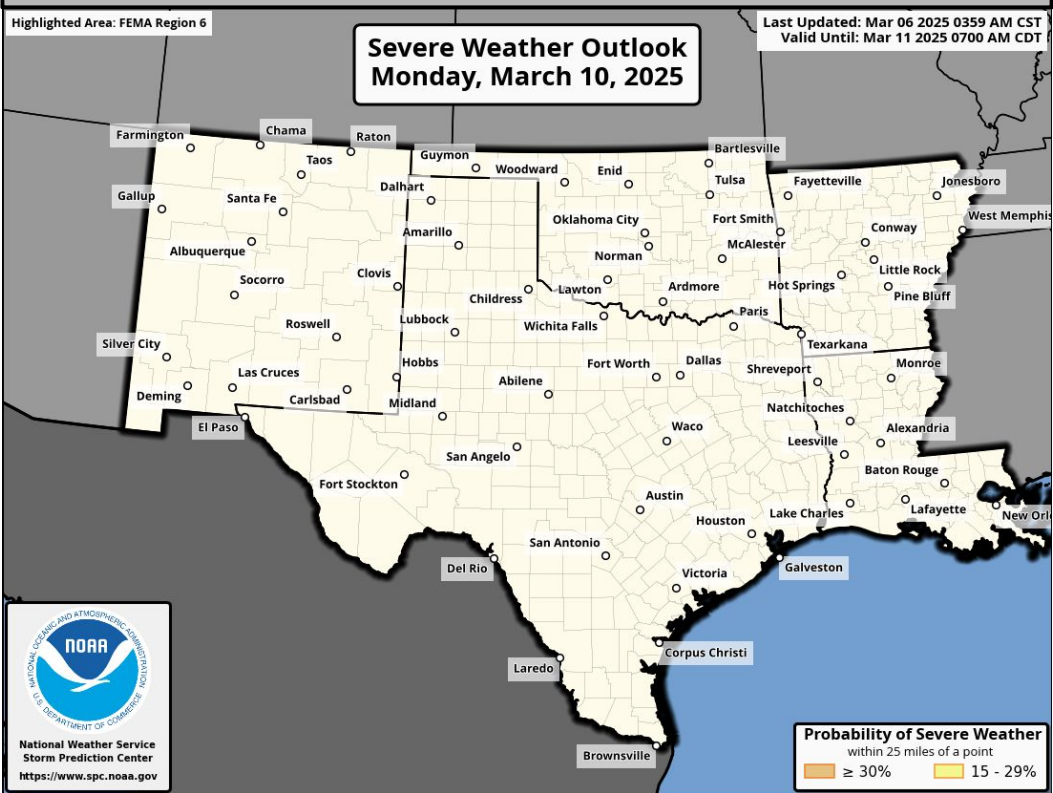 Highlighted Area: FEMA Region 6
Last Updated: Mar 06 2025 0359 AM CST
Valid Until: Mar 11 2025 0700 AM CDT
Severe Weather Outlook
Monday, March 10, 2025
Farmington
Chama
Raton
Taos
Guymon
Woodward
Enid
Bartlesville
Tulsa
Fayetteville
Jonesboro
Gallup
Santa Fe
Dalhart
Oklahoma City
Fort Smith
West Memphis
Albuquerque
Amarillo
Norman
McAlester
Conway
Little Rock
Socorro
Clovis
Childress
Lawton
Ardmore
Hot Springs
Pine Bluff
Roswell
Lubbock
Wichita Falls
Paris
Texarkana
Silver City
Las Cruces
Hobbs
Fort Worth
Dallas
Shreveport
Monroe
Deming
Carlsbad
Midland
Abilene
Natchitoches
El Paso
Waco
Leesville
Alexandria
San Angelo
Fort Stockton
Baton Rouge
Austin
Lake Charles
Lafayette
New Orl
Houston
San Antonio
Del Rio
Galveston
Victoria
Laredo
Corpus Christi
Brownsville
NATIONAL OCEANIC AND ATMOSPHERIC ADMINISTRATION
NOAA
U.S. DEPARTMENT OF COMMERCE
National Weather Service
Storm Prediction Center
https://www.spc.noaa.gov
Probability of Severe Weather
within 25 miles of a point
≥ 30%
15 - 29%